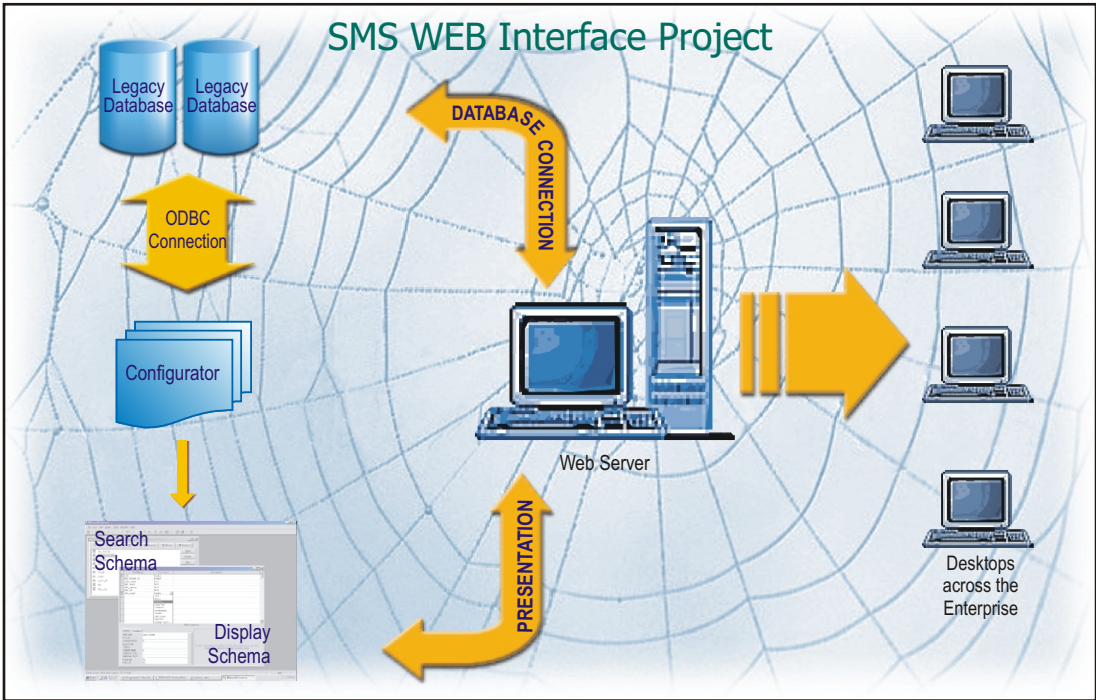 SMS WEB Interface Project
Legacy
Database
Legacy
Database
DATABASE CONNECTION
ODBC
Connection
Configurator
Web Server
Search
Schema
Display
Schema
PRESENTATION
Desktops
across the
Enterprise